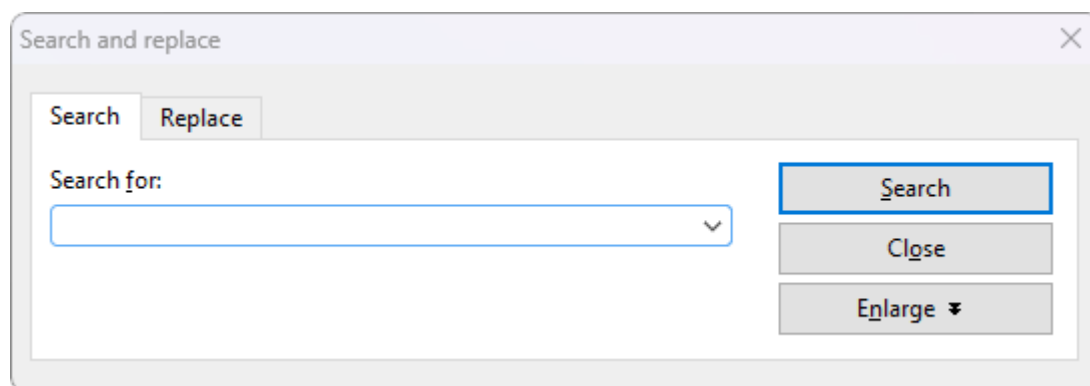 Search and replace
Search
Replace
Search for:
Search
Close
Enlarge